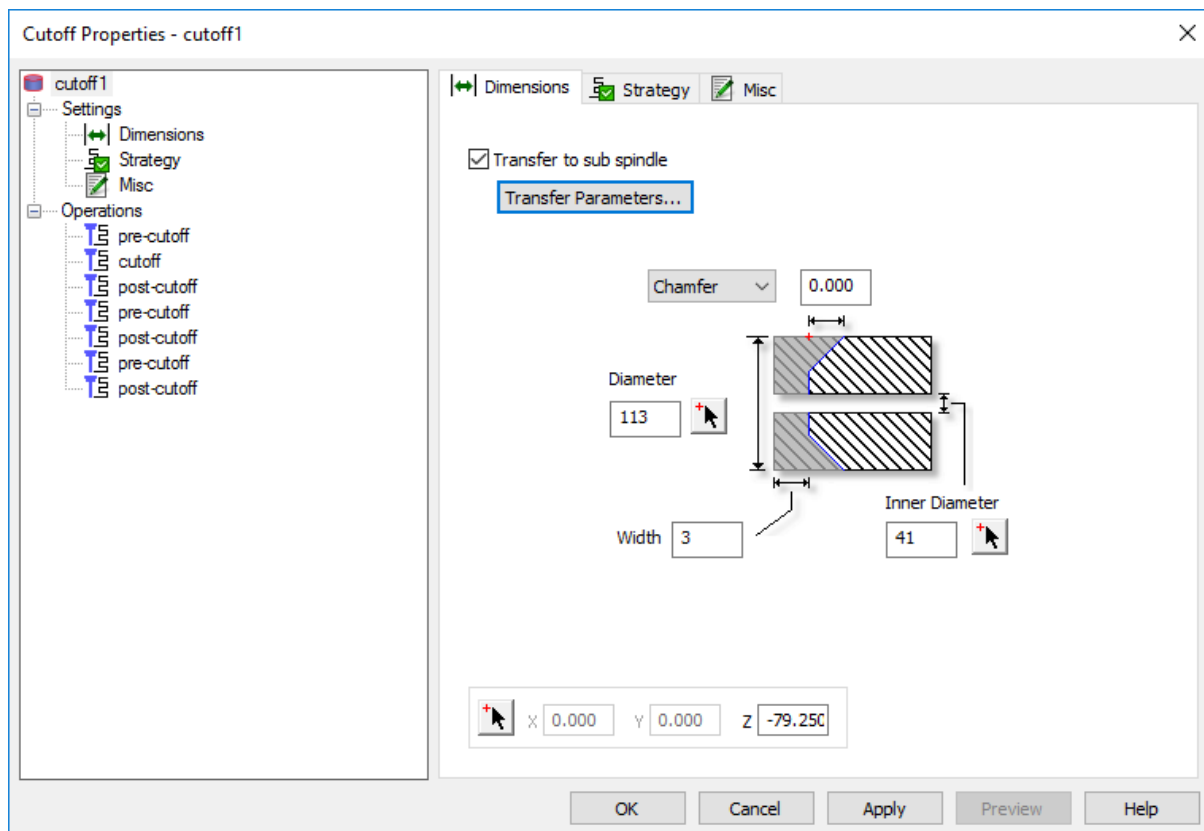 Cutoff Properties - cutoff1
cutoff1
Settings
Dimensions
Strategy
Misc
Operations
pre-cutoff
cutoff
post-cutoff
pre-cutoff
post-cutoff
pre-cutoff
post-cutoff
Dimensions Strategy Misc
Transfer to sub spindle
Transfer Parameters...
Chamfer 0.000
Diameter
113
Inner Diameter
Width 3 41
X 0.000 Y 0.000 Z -79.250
OK Cancel Apply Preview Help